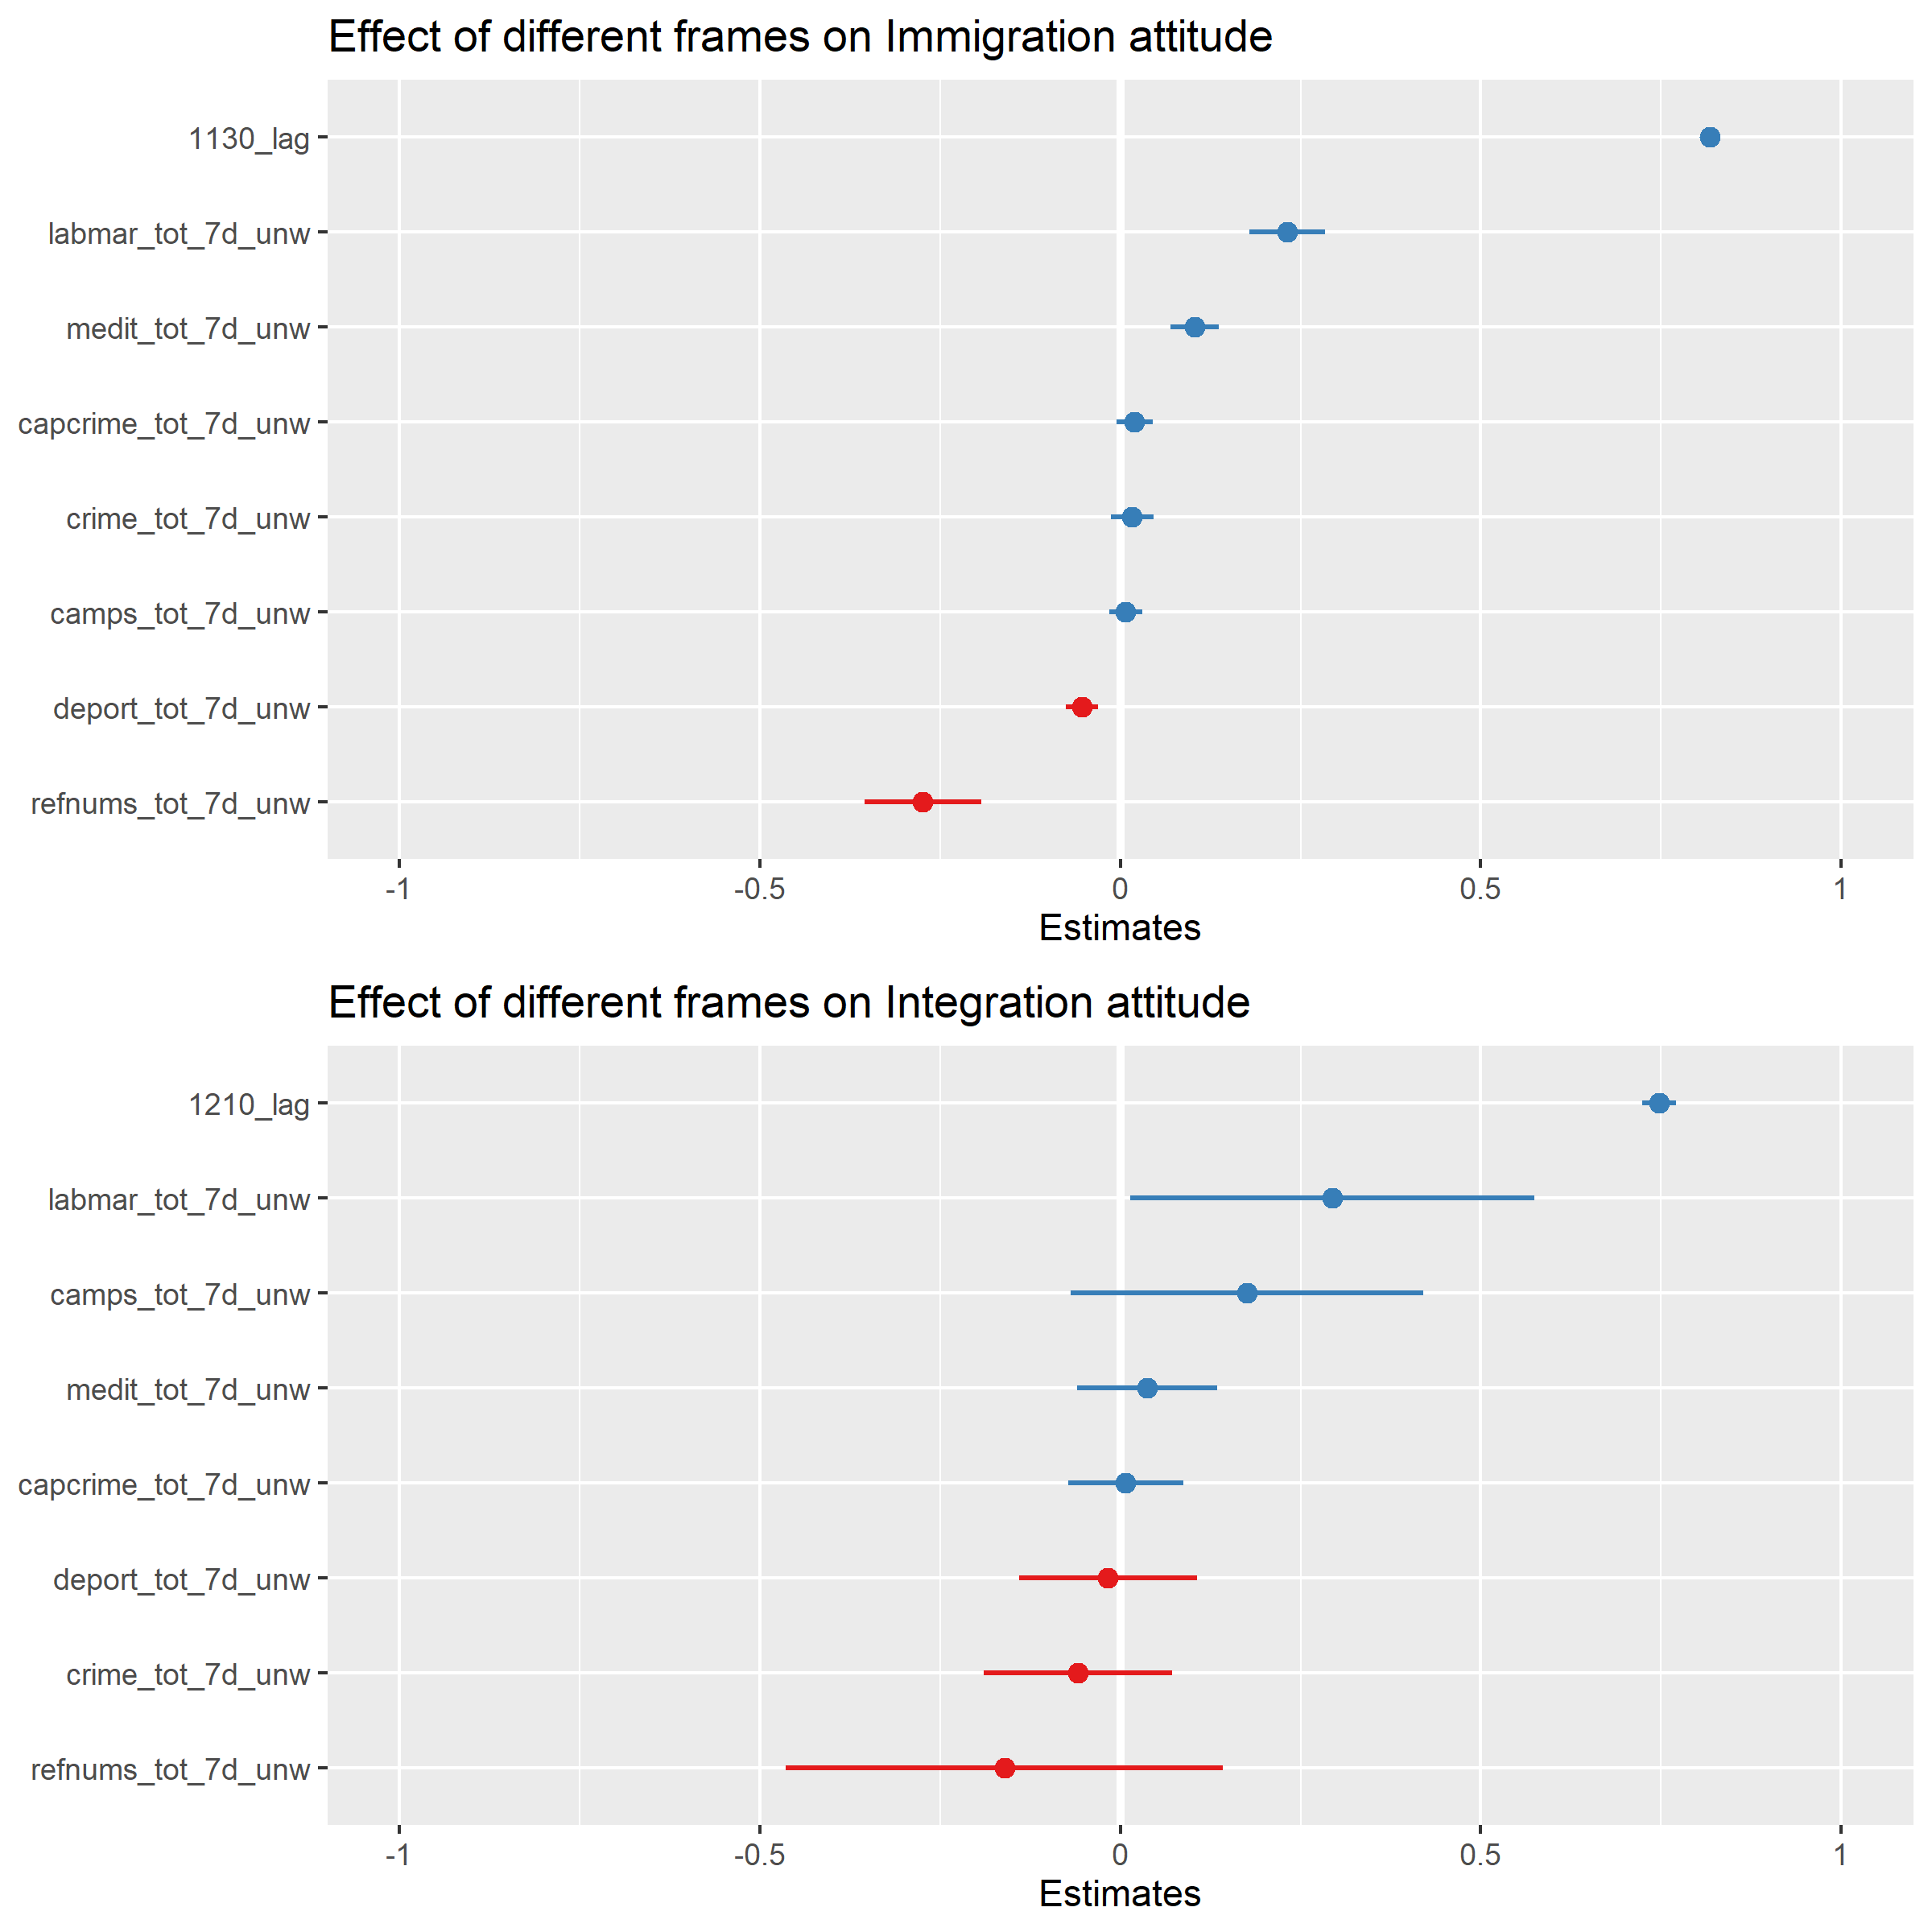 Effect of different frames on Immigration attitude
1130_lag
labmar_tot_7d_unw
medit_tot_7d_unw
capcrime_tot_7d_unw
crime_tot_7d_unw
camps_tot_7d_unw
deport_tot_7d_unw
refnums_tot_7d_unw
-1 -0.5 0 0.5 1
Estimates
Effect of different frames on Integration attitude
1210_lag
labmar_tot_7d_unw
camps_tot_7d_unw
medit_tot_7d_unw
capcrime_tot_7d_unw
deport_tot_7d_unw
crime_tot_7d_unw
refnums_tot_7d_unw
-1 -0.5 0 0.5 1
Estimates